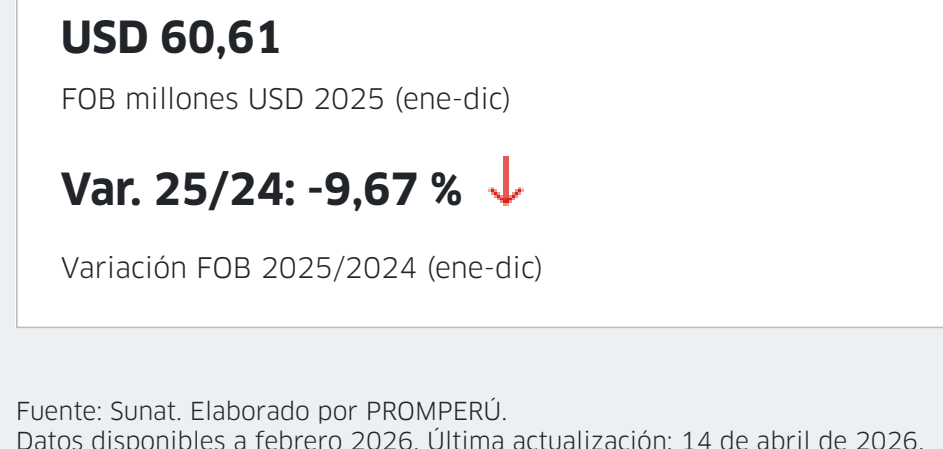 USD 60,61
FOB millones USD 2025 (ene-dic)
Var. 25/24: -9,67 %
Variación FOB 2025/2024 (ene-dic)
Fuente: Sunat. Elaborado por PROMPERÚ.
Datos disponibles a febrero 2026. Última actualización: 14 de abril de 2026.